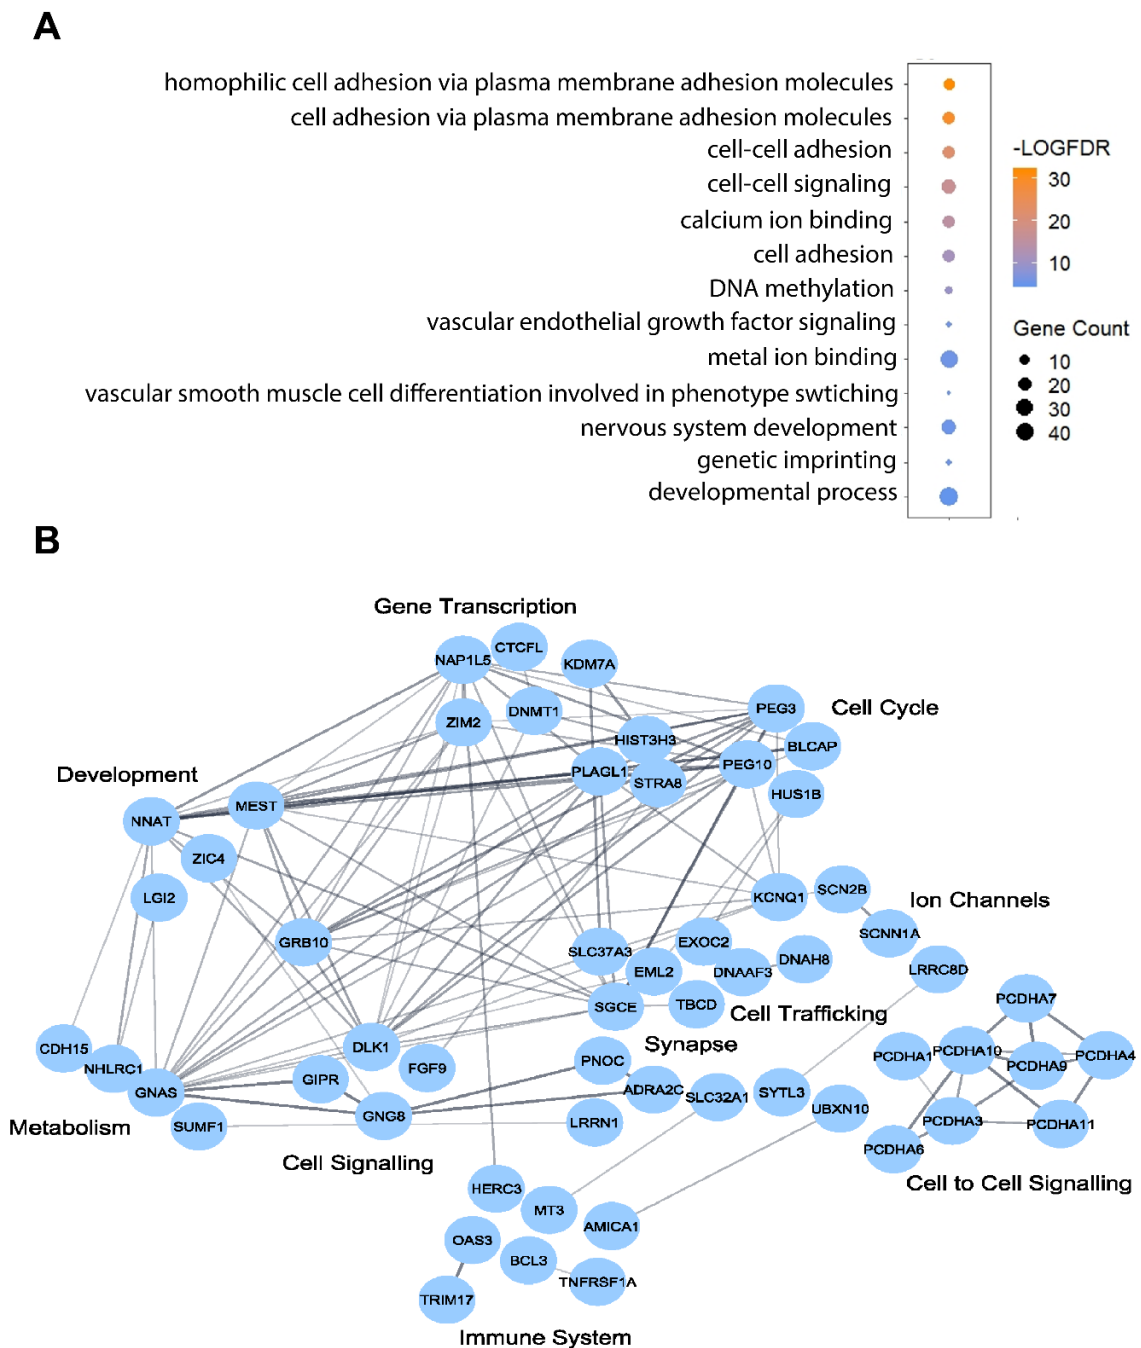 A
homophilic cell adhesion via plasma membrane adhesion molecules
cell adhesion via plasma membrane adhesion molecules
cell-cell adhesion
cell-cell signaling
calcium ion binding
cell adhesion
DNA methylation
vascular endothelial growth factor signaling
metal ion binding
vascular smooth muscle cell differentiation involved in phenotype swtiching
nervous system development
genetic imprinting
developmental process
-LOGFDR
30
20
10
Gene Count
10
20
30
40
B
Gene Transcription
NAP1L5
CTCFL
KDM7A
ZIM2
DNMT1
HIST3H3
PLAGL1
STRA8
PEG3
Cell Cycle
BLCAP
PEG10
HUS1B
Development
NNAT
MEST
ZIC4
LGI2
GRB10
KCNQ1
SCN2B
Ion Channels
SCNN1A
LRRC8D
SLC37A3
EXOC2
EML2
DNAAF3
DNAH8
SGCE
TBCD
Cell Trafficking
Synapse
PCDHA7
PCDHA1
PCDHA10
PCDHA9
PCDHA4
PCDHA3
PCDHA11
PCDHA6
Cell to Cell Signalling
CDH15
NHLRC1
GNAS
SUMF1
Metabolism
DLK1
GIPR
FGF9
GNG8
Cell Signalling
PNOC
ADRA2C
SLC32A1
SYTL3
UBXN10
LRRN1
HERC3
MT3
AMICA1
OAS3
BCL3
TNFRSF1A
TRIM17
Immune System